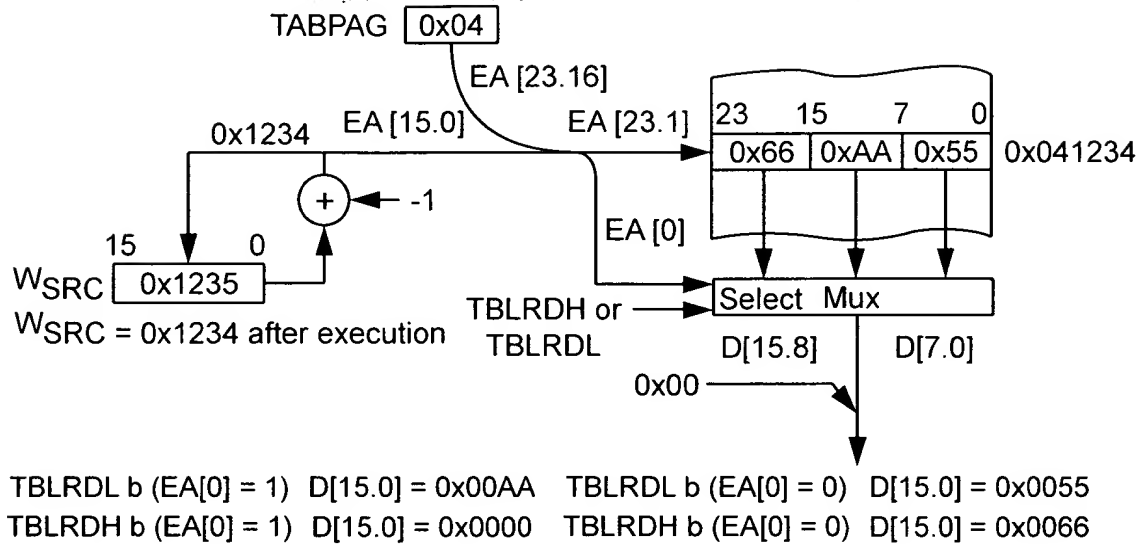 TABPAG 0x04
EA [23.16]
0x1234 EA [15.0] EA [23.1]
23 15 7 0
0x66 0xAA 0x55 0x041234
+ -1
EA [0]
15 0
WSRC 0x1235
WSRC = 0x1234 after execution
Select Mux
TBLRDH or
TBLRDL
D[15.8] D[7.0]
0x00
TBLRDL b (EA[0] = 1) D[15.0] = 0x00AA TBLRDL b (EA[0] = 0) D[15.0] = 0x0055
TBLRDH b (EA[0] = 1) D[15.0] = 0x0000 TBLRDH b (EA[0] = 0) D[15.0] = 0x0066